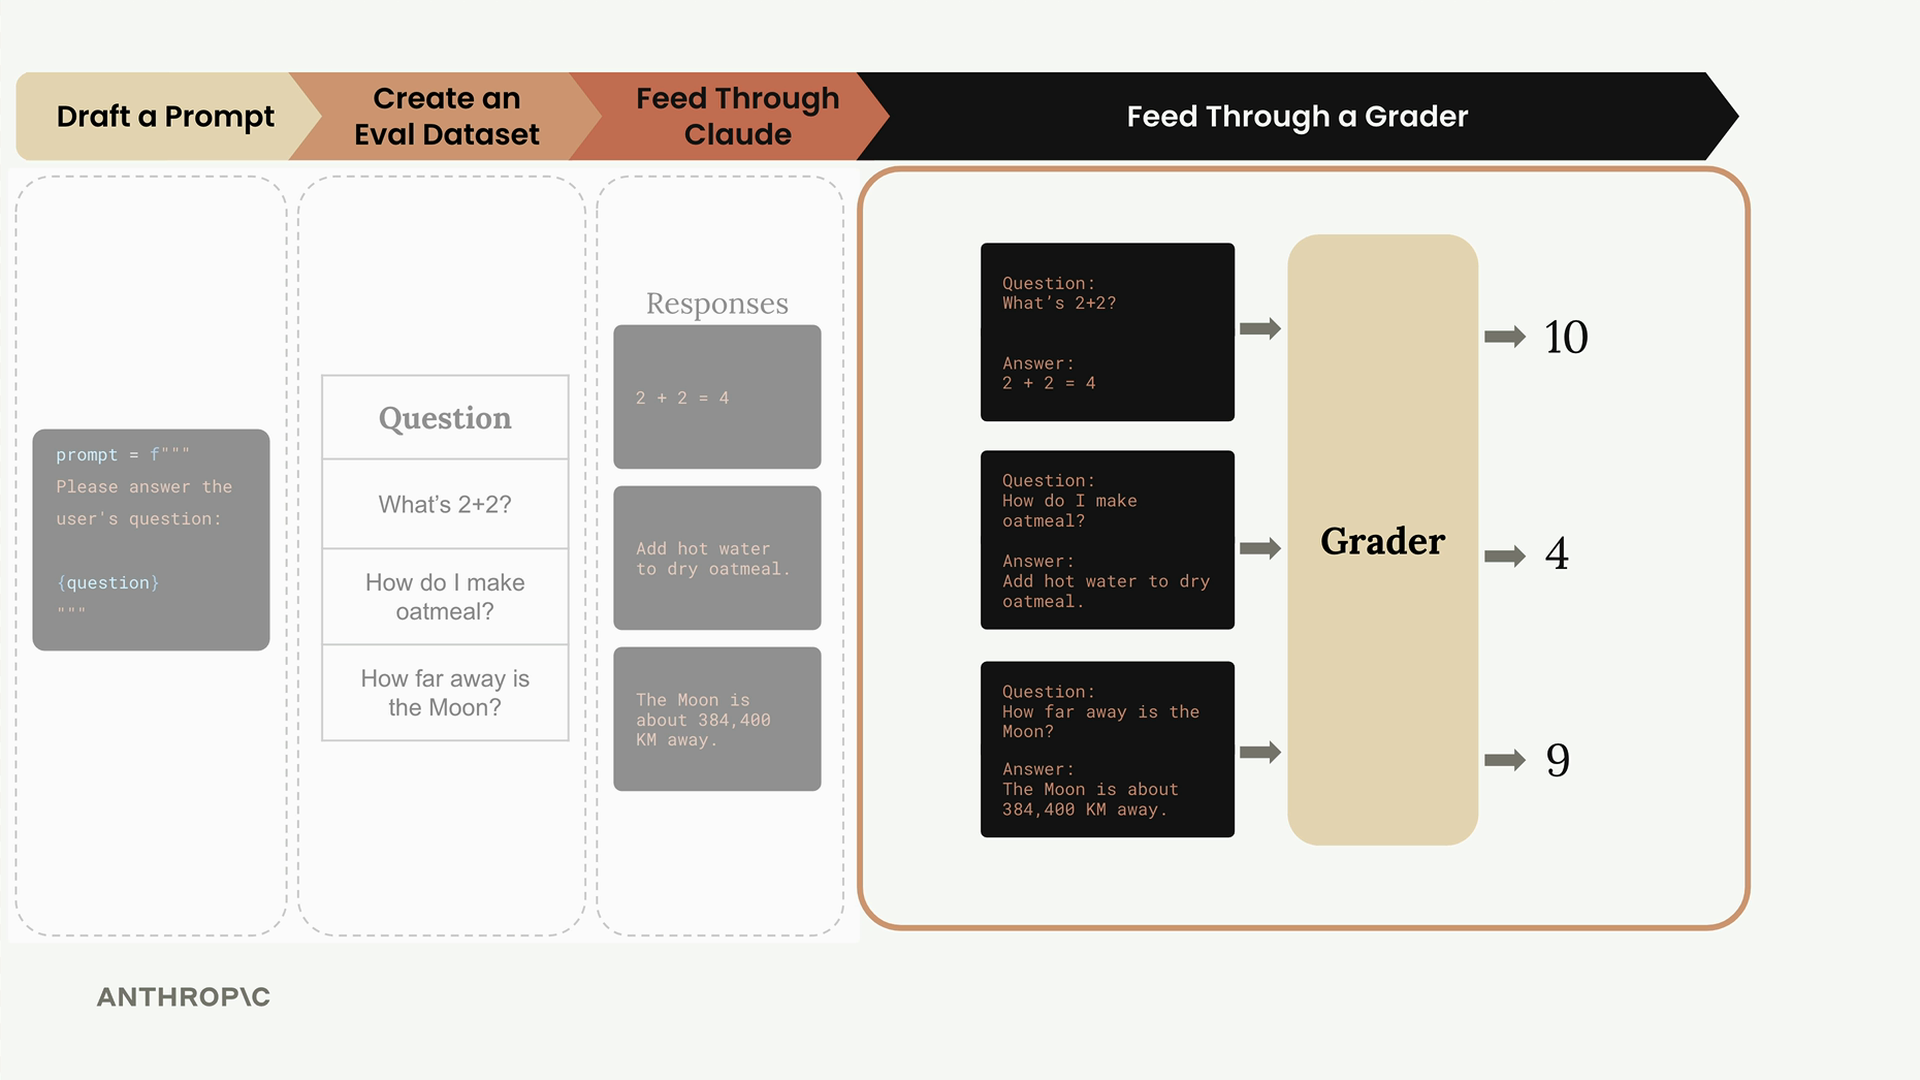 Draft a Prompt
Create an
Eval Dataset
Feed Through
Claude
Feed Through a Grader
prompt = f"""
Please answer the
user's question:
{question}
"""
Question
What’s 2+2?
How do I make
oatmeal?
How far away is
the Moon?
Responses
2 + 2 = 4
Add hot water
to dry oatmeal.
The Moon is
about 384,400
KM away.
Question:
What’s 2+2?
Answer:
2 + 2 = 4
Question:
How do I make
oatmeal?
Answer:
Add hot water to dry
oatmeal.
Question:
How far away is the
Moon?
Answer:
The Moon is about
384,400 KM away.
Grader
10
4
9
ANTHROP\C